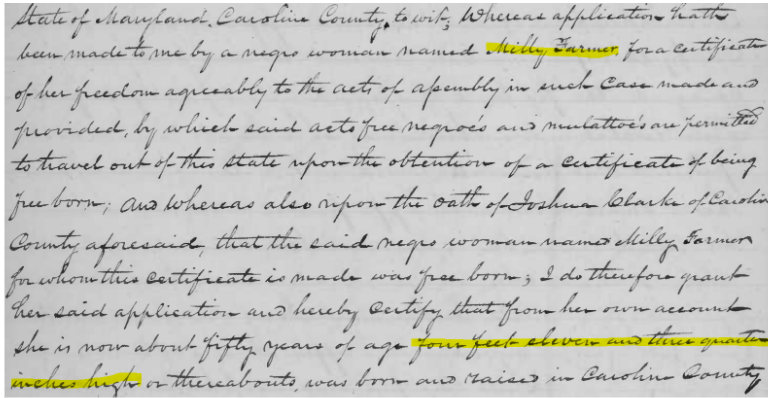 State of Maryland, Caroline County, to wit; Whereas application hath
been made to me by a negro woman named Milly Farmer, for a certificate
of her freedom agreeably to the acts of assembly in such case made and
provided, by which said acts free negroe's and mulattoe's are permitted
to travel out of this state upon the obtention of a certificate of being
free born; and whereas also upon the oath of Joshua Clarke of Carolin
County aforesaid, that the said negro woman named Milly Farmer
for whom this certificate is made was free born; I do therefore grant
her said application and hereby certify that from her own account
she is now about fifty years of age four feet eleven and three quarter
inches high or thereabouts, was born and raised in Caroline County